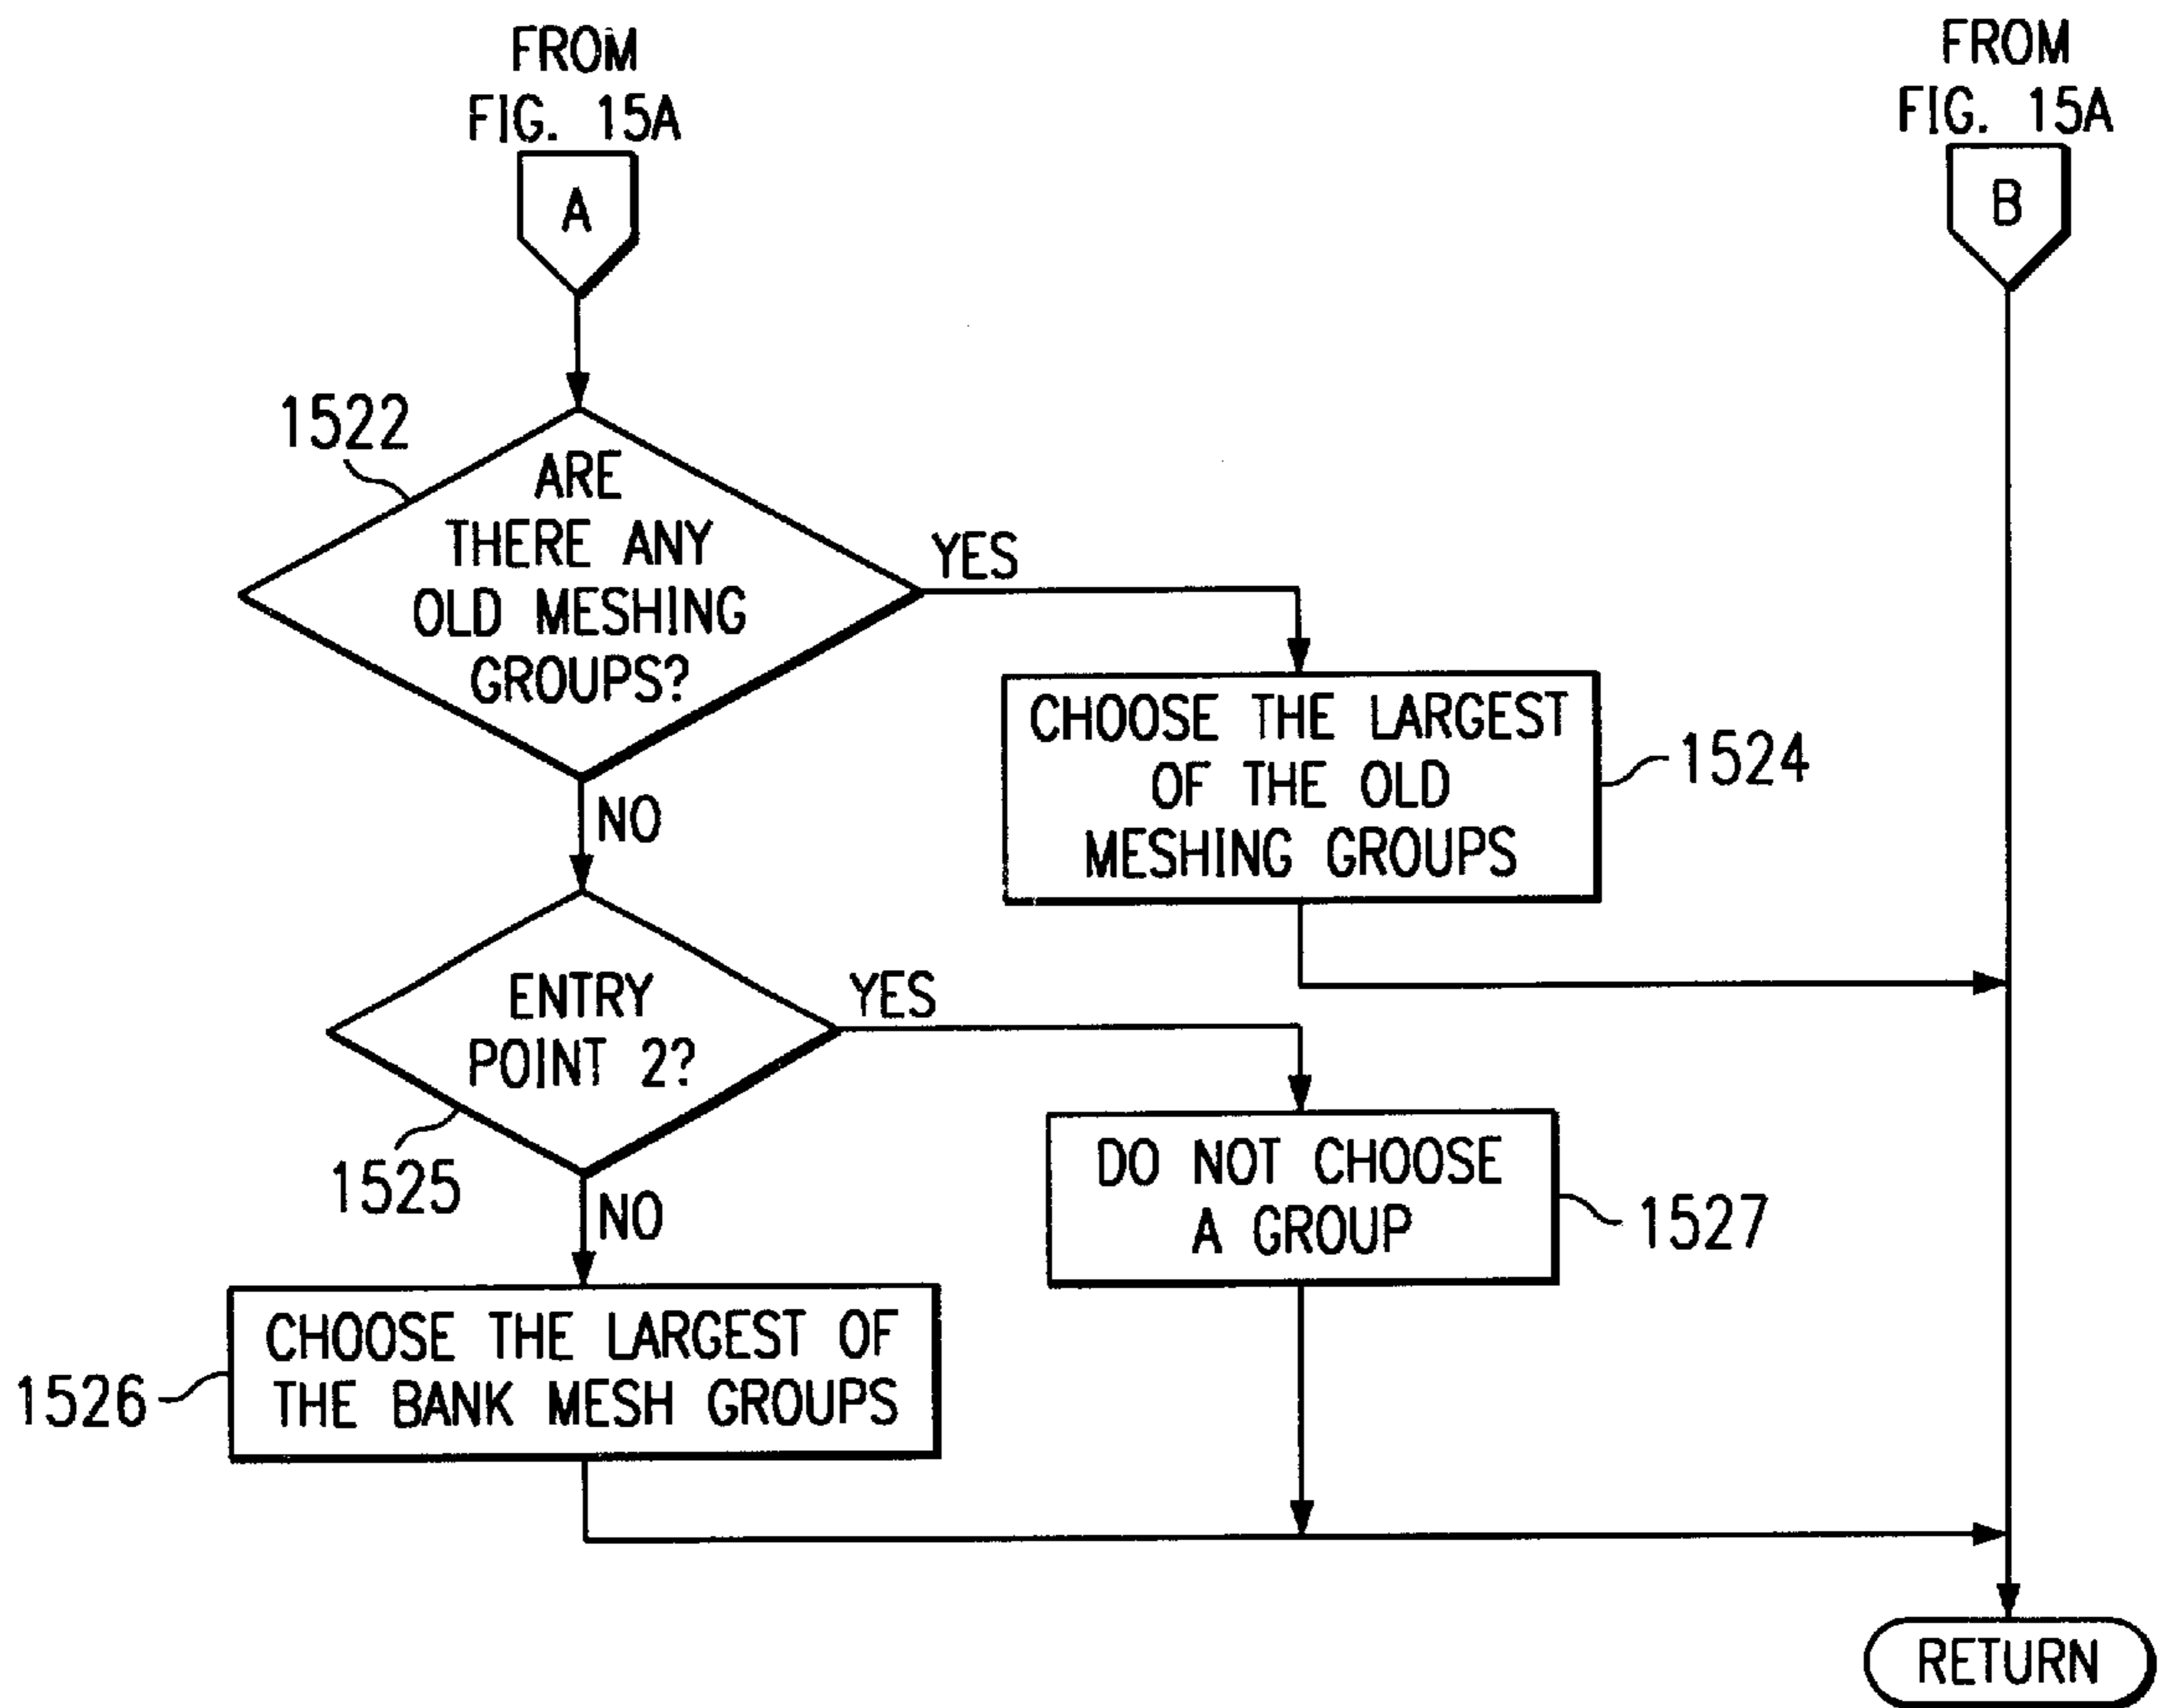 FROM
FIG. 15A
A
FROM
FIG. 15A
B
1522
ARE
THERE ANY
OLD MESHING
GROUPS?
YES
NO
CHOOSE THE LARGEST
OF THE OLD
MESHING GROUPS
1524
ENTRY
POINT 2?
YES
1525
NO
DO NOT CHOOSE
A GROUP
1527
CHOOSE THE LARGEST OF
THE BANK MESH GROUPS
1526
RETURN